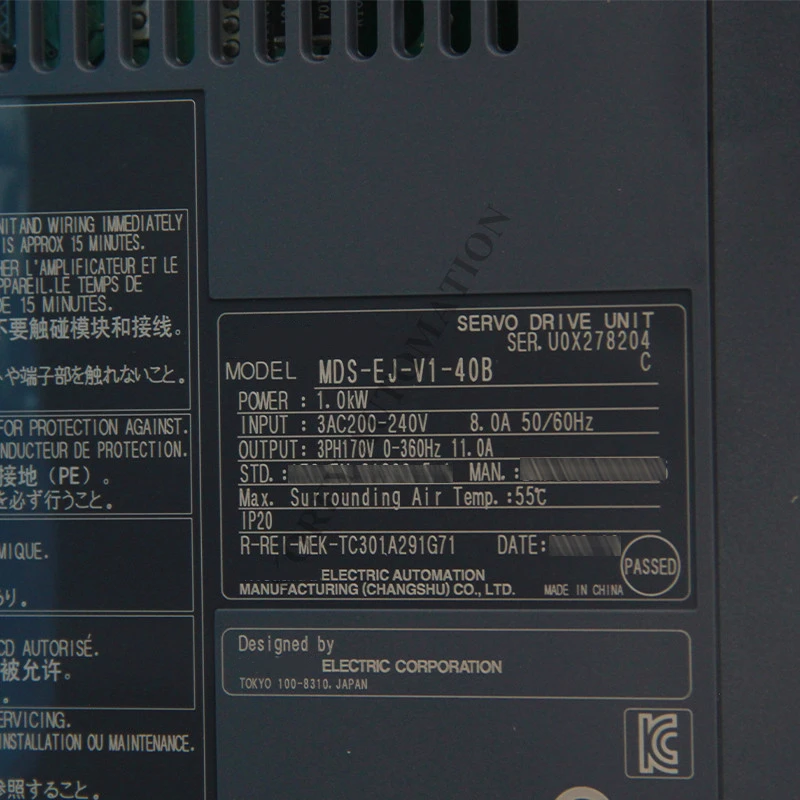 NIT AND WIRING IMMEDIATELY
IS APPROX 15 MINUTES.
HER L'AMPLIFICATEUR ET LE
PPAREIL.LE TEMPS DE
DE 15 MINUTES.
不要触碰模块和接线。
や端子部を触れないこと。
FOR PROTECTION AGAINST.
NDUCTEUR DE PROTECTION.
接地（PE）。
を必ず行うこと。
MIQUE.
り。
CD AUTORISÉ.
被允许。
ERVICING.
INSTALLATION OU MAINTENANCE.
参照すること。
SERVO DRIVE UNIT
SER. U0X278204
C
MODEL MDS-EJ-V1-40B
POWER : 1.0kW
INPUT : 3AC200-240V 8.0A 50/60Hz
OUTPUT: 3PH170V 0-360Hz 11.0A
STD. : MAN. :
Max. Surrounding Air Temp.:55℃
IP20
R-REI-MEK-TC301A291G71 DATE:
PASSED
ELECTRIC AUTOMATION
MANUFACTURING (CHANGSHU) CO., LTD. MADE IN CHINA
Designed by
ELECTRIC CORPORATION
TOKYO 100-8310, JAPAN